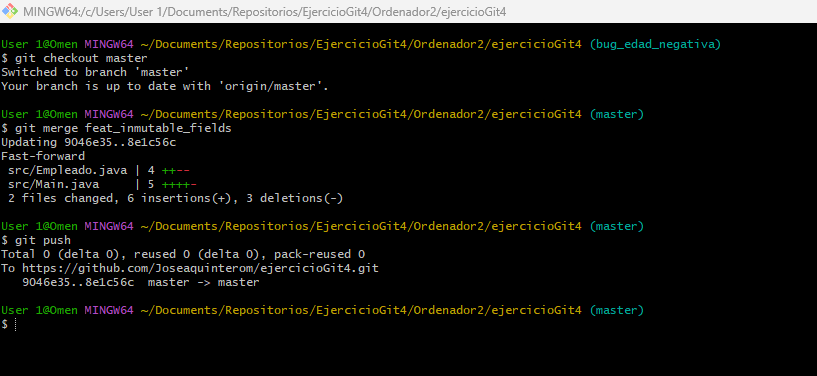 MINGW64:/c/Users/User 1/Documents/Repositorios/EjercicioGit4/Ordenador2/ejercicioGit4
User 1@Omen MINGW64 ~/Documents/Repositorios/EjercicioGit4/Ordenador2/ejercicioGit4 (bug_edad_negativa)
$ git checkout master
Switched to branch 'master'
Your branch is up to date with 'origin/master'.
User 1@Omen MINGW64 ~/Documents/Repositorios/EjercicioGit4/Ordenador2/ejercicioGit4 (master)
$ git merge feat_inmutable_fields
Updating 9046e35..8e1c56c
Fast-forward
 src/Empleado.java | 4 ++--
 src/Main.java     | 5 ++++-
 2 files changed, 6 insertions(+), 3 deletions(-)
User 1@Omen MINGW64 ~/Documents/Repositorios/EjercicioGit4/Ordenador2/ejercicioGit4 (master)
$ git push
Total 0 (delta 0), reused 0 (delta 0), pack-reused 0
To https://github.com/Joseaquinterom/ejercicioGit4.git
   9046e35..8e1c56c  master -> master
User 1@Omen MINGW64 ~/Documents/Repositorios/EjercicioGit4/Ordenador2/ejercicioGit4 (master)
$